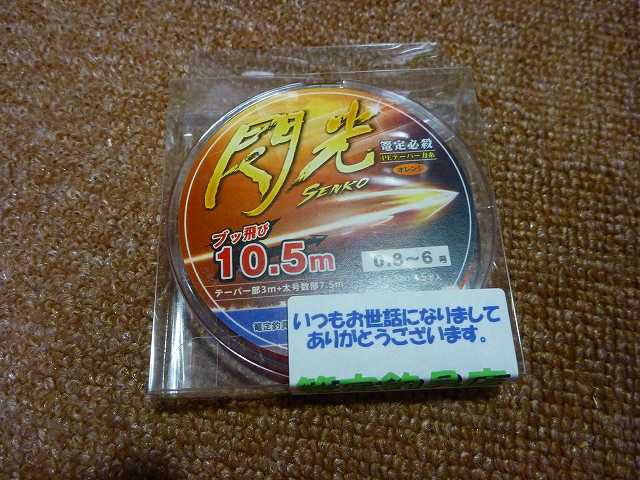 閃光
SENKO
篭定必殺
PEテーパー力糸
オレンジ
ブッ飛び
10.5m
0.8~6号
テーパー部3m+太号数部7.5m
いつもお世話になりまして
ありがとうございます。